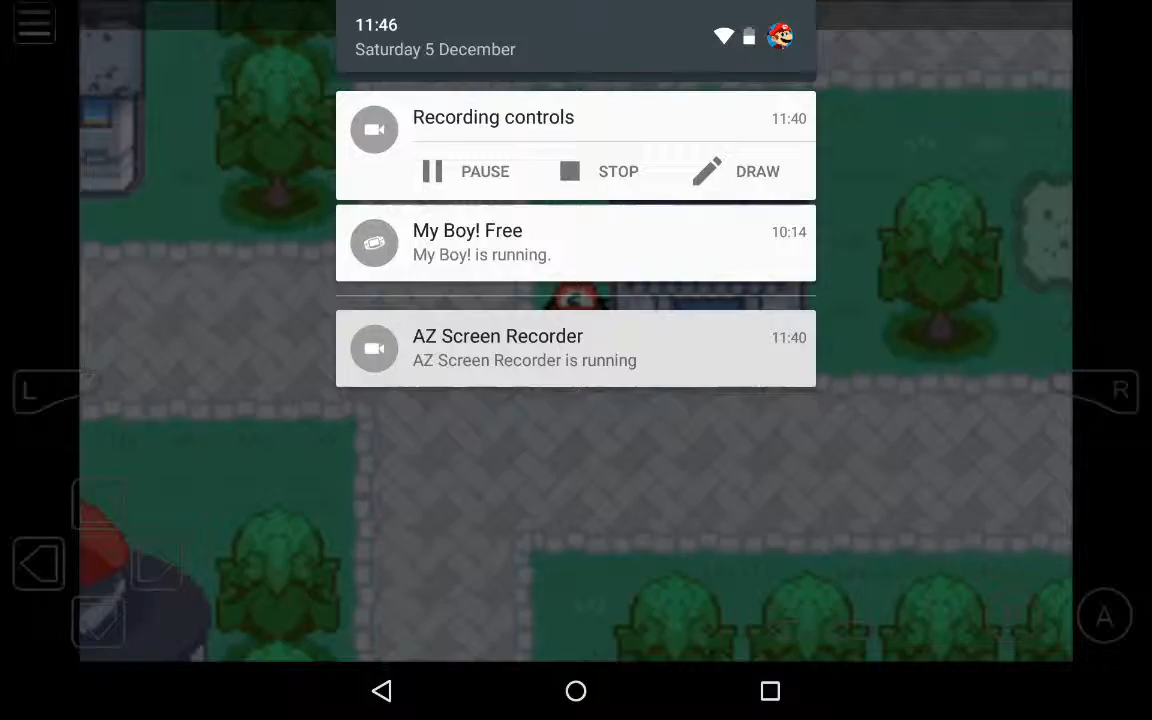 11:46
Saturday 5 December
Recording controls 11:40
PAUSE STOP DRAW
My Boy! Free 10:14
My Boy! is running.
AZ Screen Recorder 11:40
AZ Screen Recorder is running
L R
A